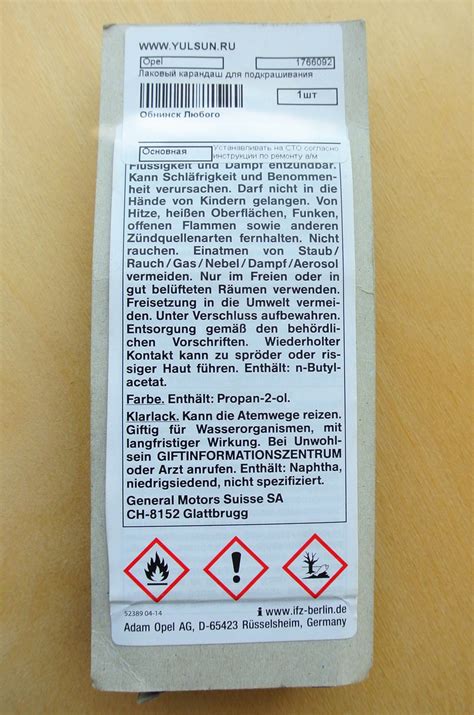 WWW.YULSUN.RU
Opel 1766092
Лаковый карандаш для подкрашивания
1шт
Обнинск Любого
Основная Устанавливать на СТО согласно
инструкции по ремонту а/м
Flüssigkeit und Dampf entzündbar.
Kann Schläfrigkeit und Benommen-
heit verursachen. Darf nicht in die
Hände von Kindern gelangen. Von
Hitze, heißen Oberflächen, Funken,
offenen Flammen sowie anderen
Zündquellenarten fernhalten. Nicht
rauchen. Einatmen von Staub/
Rauch/Gas/Nebel/Dampf/Aerosol
vermeiden. Nur im Freien oder in
gut belüfteten Räumen verwenden.
Freisetzung in die Umwelt vermei-
den. Unter Verschluss aufbewahren.
Entsorgung gemäß den behördli-
chen Vorschriften. Wiederholter
Kontakt kann zu spröder oder ris-
siger Haut führen. Enthält: n-Butyl-
acetat.
Farbe. Enthält: Propan-2-ol.
Klarlack. Kann die Atemwege reizen.
Giftig für Wasserorganismen, mit
langfristiger Wirkung. Bei Unwohl-
sein GIFTINFORMATIONSZENTRUM
oder Arzt anrufen. Enthält: Naphtha,
niedrigsiedend, nicht spezifiziert.
General Motors Suisse SA
CH-8152 Glattbrugg
52389 04-14
i www.ifz-berlin.de
Adam Opel AG, D-65423 Rüsselsheim, Germany